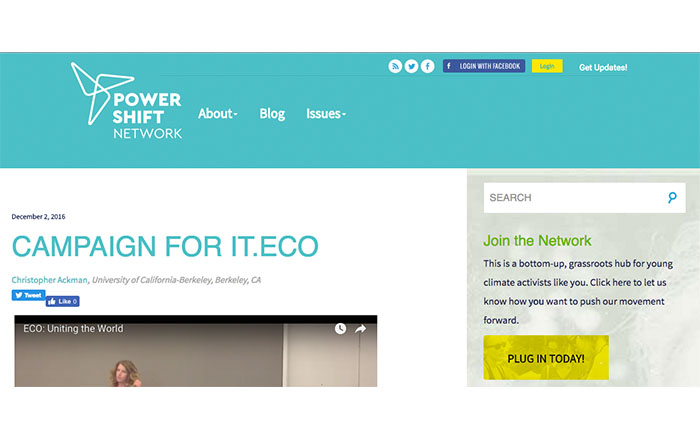 LOGIN WITH FACEBOOK
Login
Get Updates!
POWER
SHIFT
NETWORK
About
Blog
Issues
December 2, 2016
CAMPAIGN FOR IT.ECO
Christopher Ackman, University of California-Berkeley, Berkeley, CA
Tweet
Like 0
ECO: Uniting the World
SEARCH
Join the Network
This is a bottom-up, grassroots hub for young
climate activists like you. Click here to let us
know how you want to push our movement
forward.
PLUG IN TODAY!